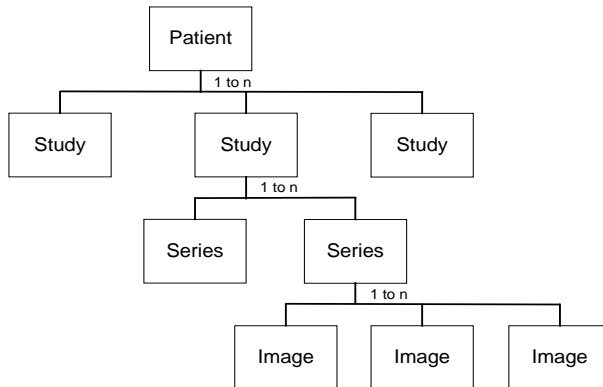 Patient
1 to n
Study Study Study
1 to n
Series Series
1 to n
Image Image Image